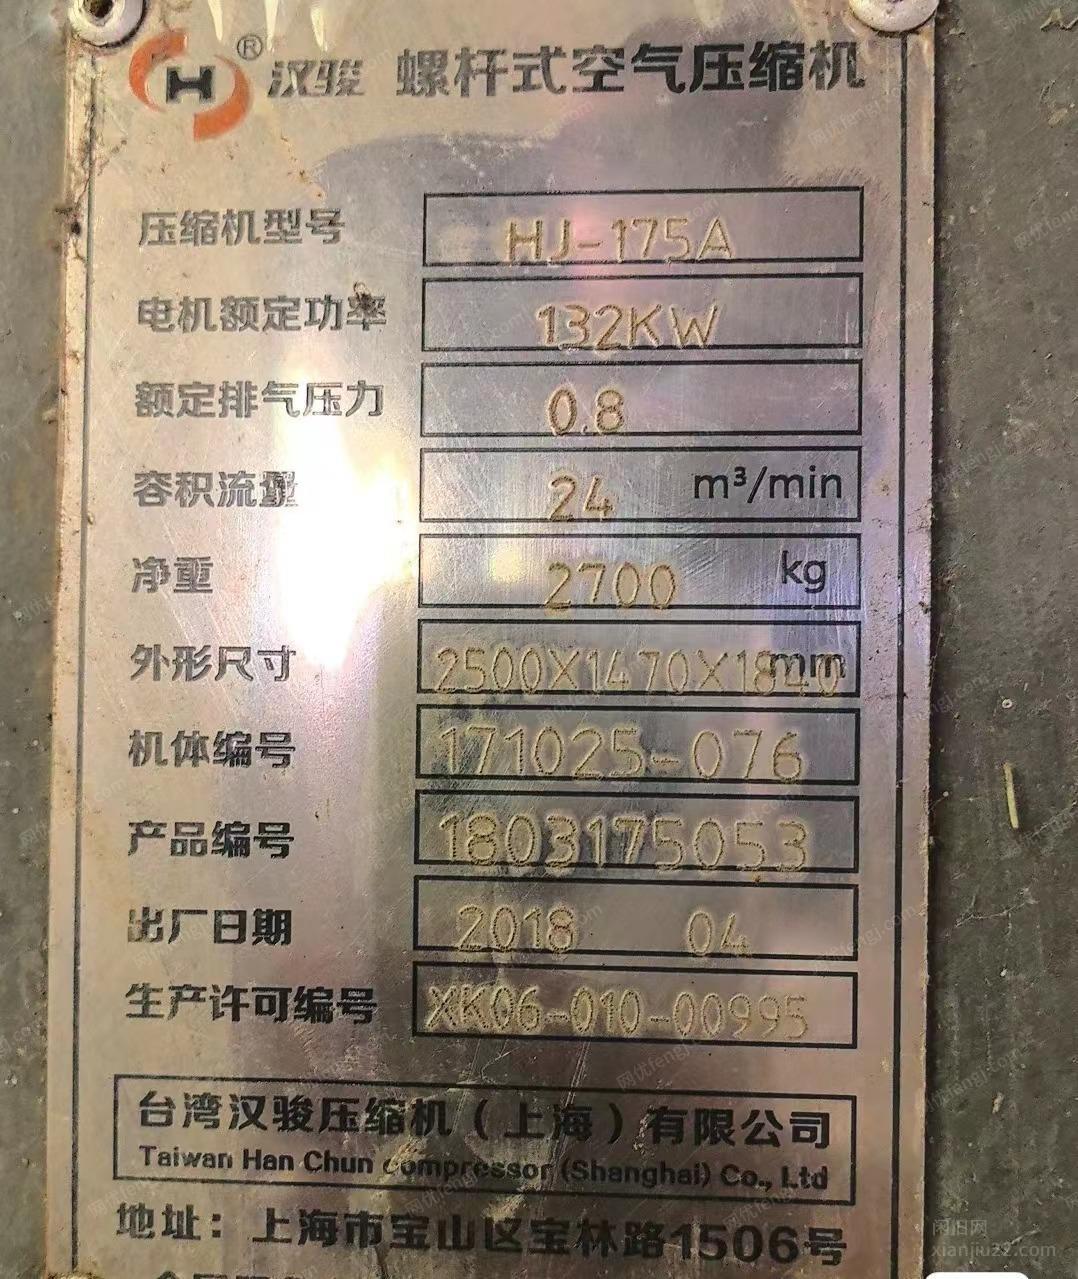 H ® 汉骏 螺杆式空气压缩机
压缩机型号 HJ-175A
电机额定功率 132KW
额定排气压力 0.8
容积流量 24 m³/min
净重 2700 kg
外形尺寸 2500X1470X1840 mm
机体编号 171025-076
产品编号 1803175053
出厂日期 2018 04
生产许可编号 XK06-010-00995
台湾汉骏压缩机（上海）有限公司
Taiwan Han Chun Compressor (Shanghai) Co., Ltd
地址：上海市宝山区宝林路1506号
闲旧网
xianjiu22.com